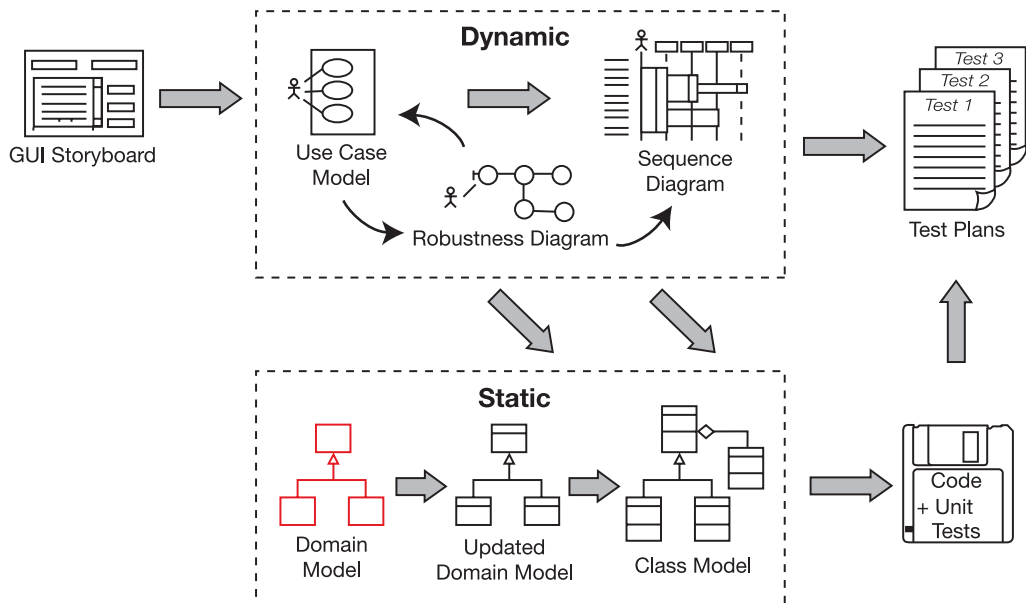 Dynamic
GUI Storyboard
Use Case
Model
Robustness Diagram
Sequence
Diagram
Test 3
Test 2
Test 1
Test Plans
Static
Domain
Model
Updated
Domain Model
Class Model
Code
+ Unit
Tests